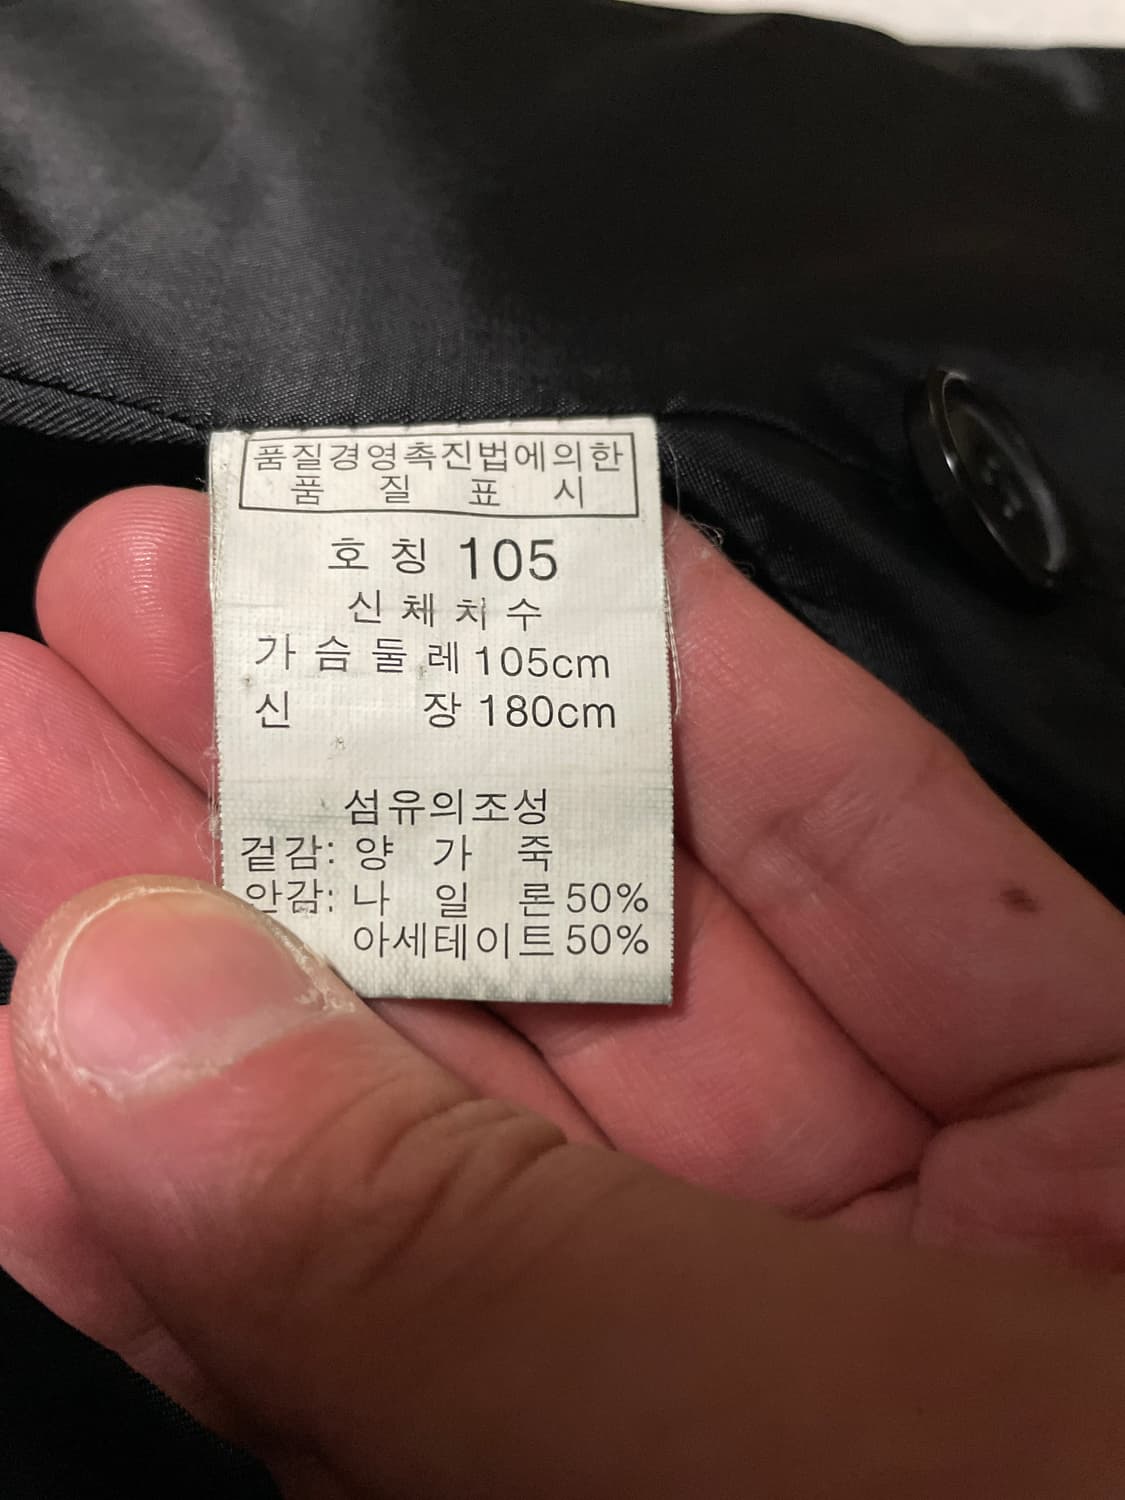 품질경영촉진법에의한
품 질 표 시
호 칭 105
신 체 치 수
가 슴 둘 레 105cm
신 장 180cm
섬유의조성
겉감: 양 가 죽
안감: 나 일 론 50%
아세테이트 50%